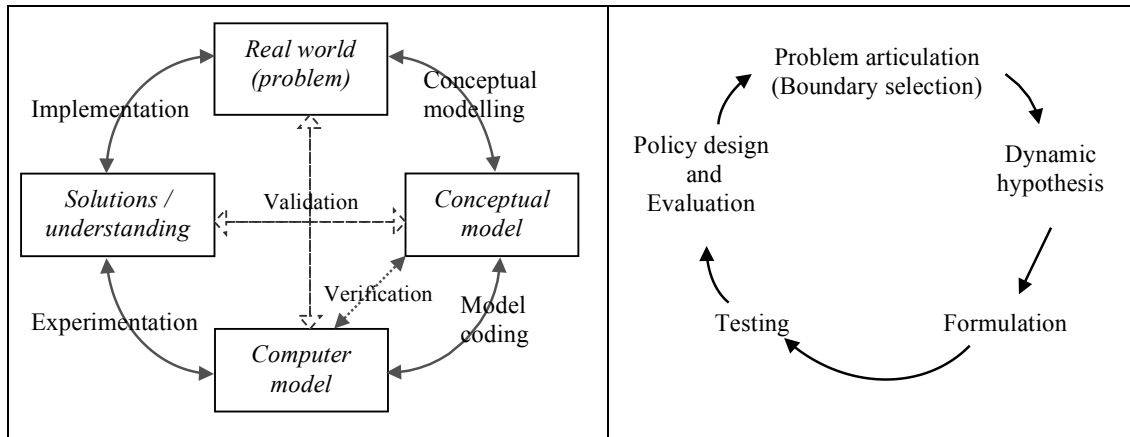 Real world
(problem)
Implementation
Conceptual
modelling
Solutions /
understanding
Validation
Conceptual
model
Verification
Experimentation
Model
coding
Computer
model
Problem articulation
(Boundary selection)
Policy design
and
Evaluation
Dynamic
hypothesis
Testing
Formulation